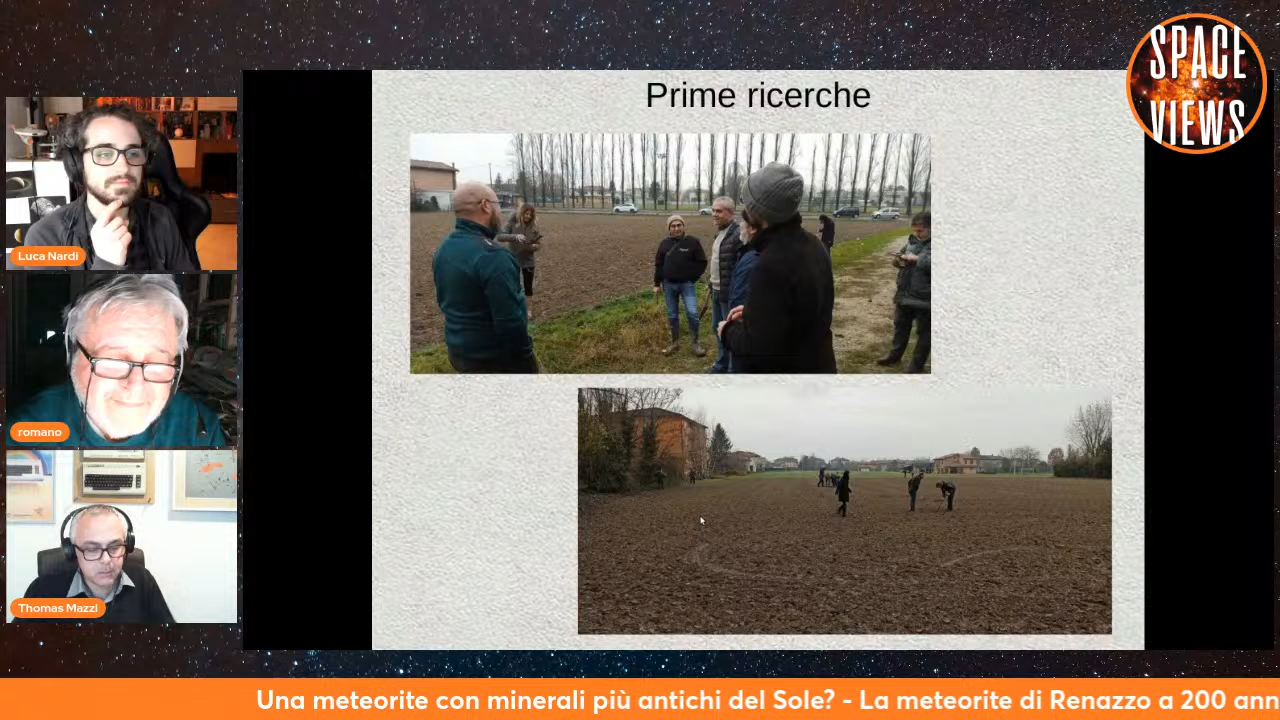 SPACE
VIEWS
Prime ricerche
Luca Nardi
romano
Thomas Mazzi
Una meteorite con minerali più antichi del Sole? - La meteorite di Renazzo a 200 ann